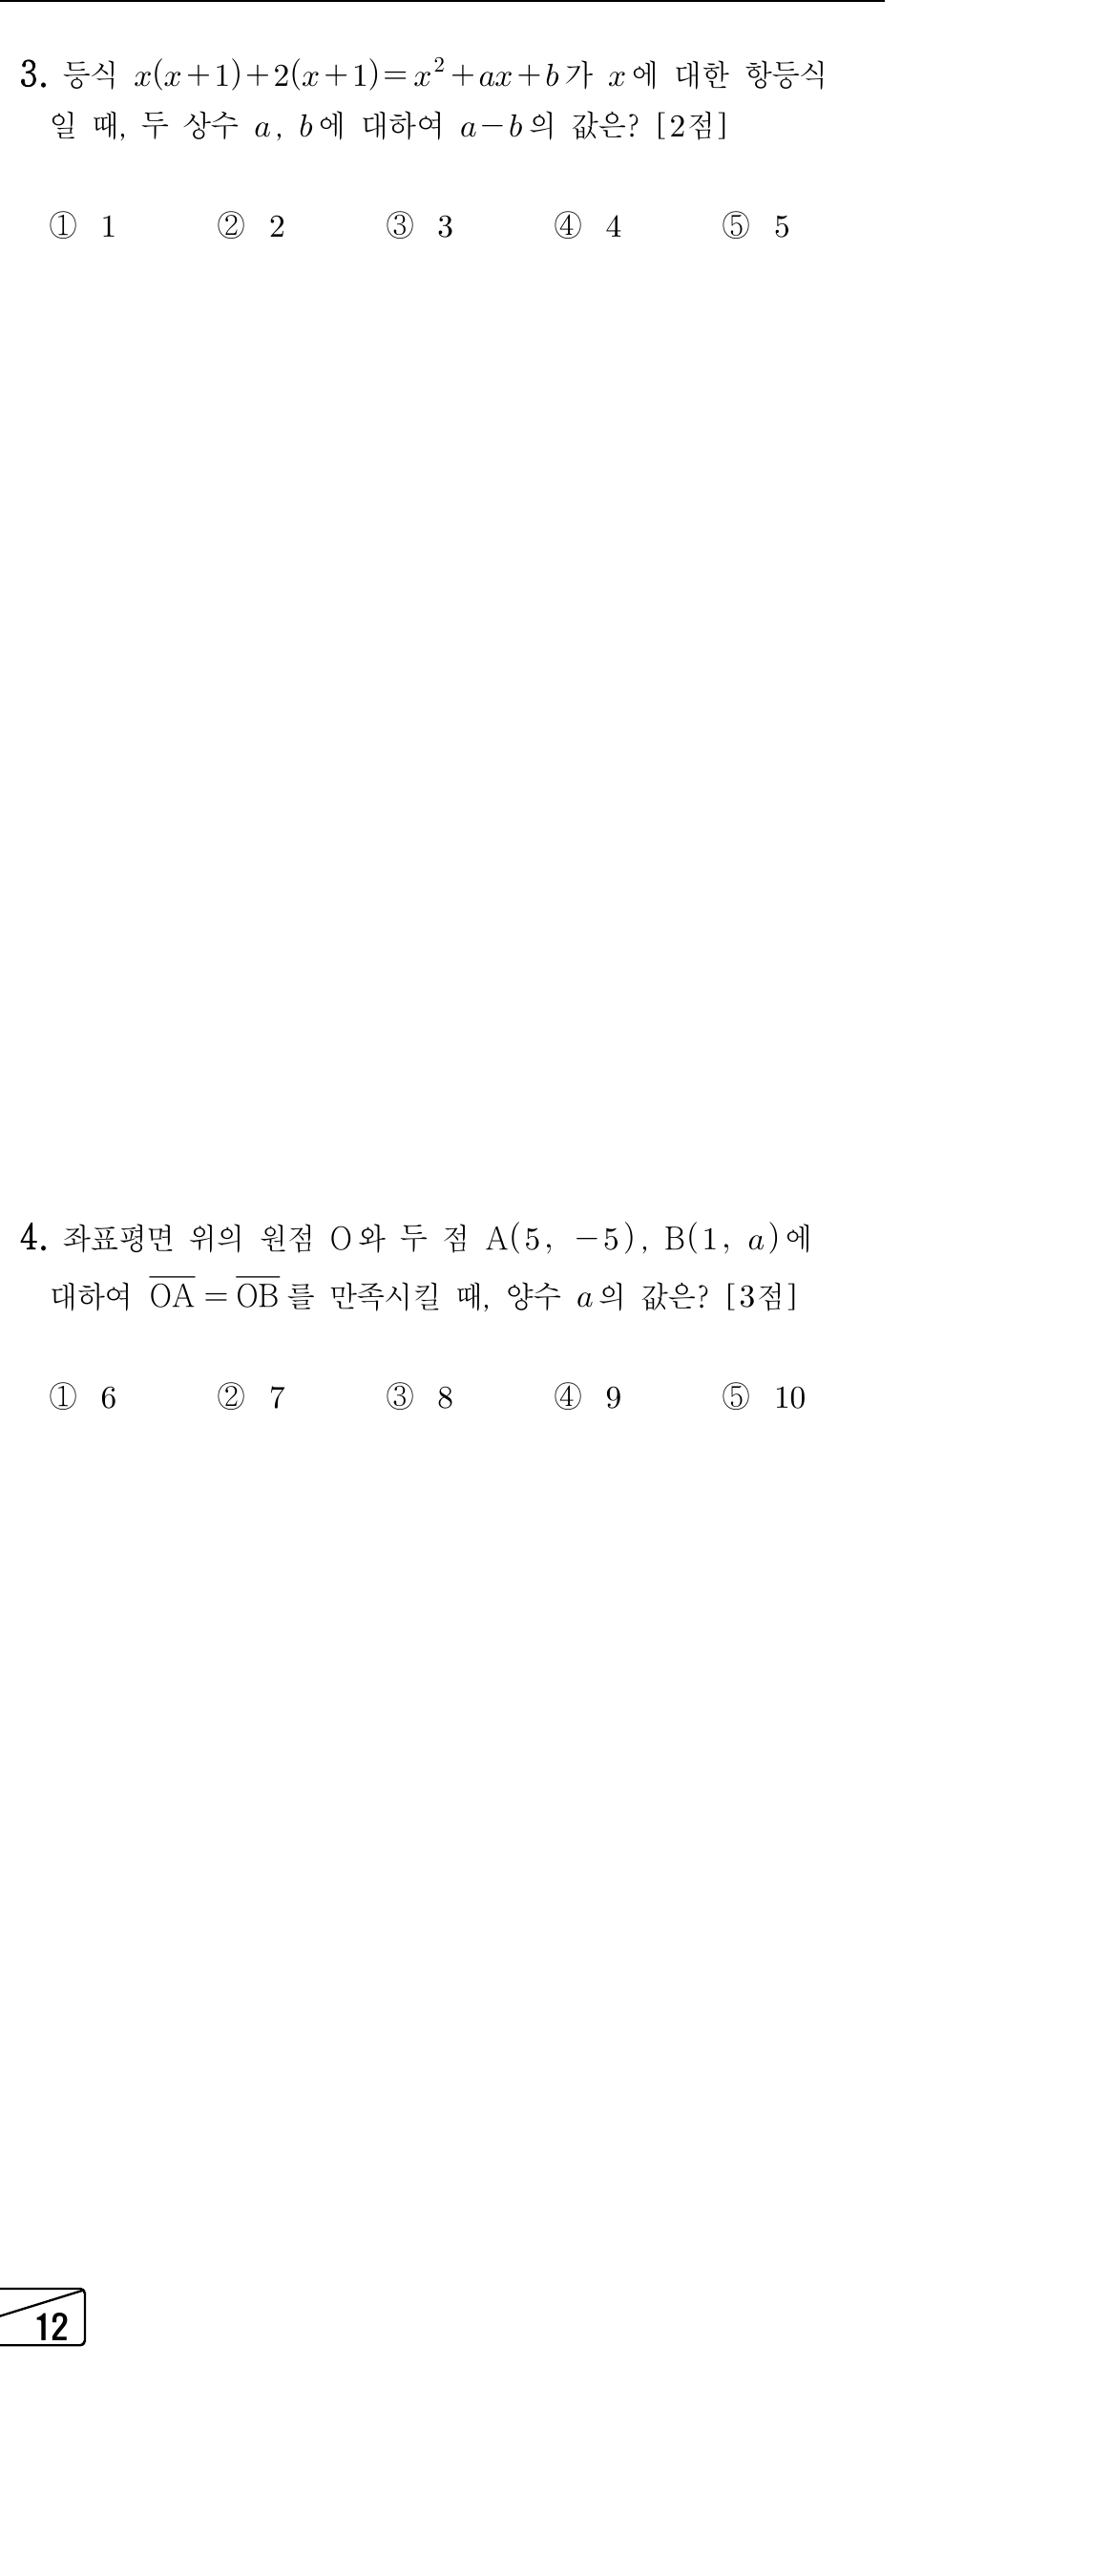 3. 등식 x(x+1)+2(x+1)=x²+ax+b가 x에 대한 항등식
일 때, 두 상수 a, b에 대하여 a-b의 값은? [2점]
① 1 ② 2 ③ 3 ④ 4 ⑤ 5
4. 좌표평면 위의 원점 O와 두 점 A(5, -5), B(1, a)에
대하여 O̅A̅=O̅B̅를 만족시킬 때, 양수 a의 값은? [3점]
① 6 ② 7 ③ 8 ④ 9 ⑤ 10
12